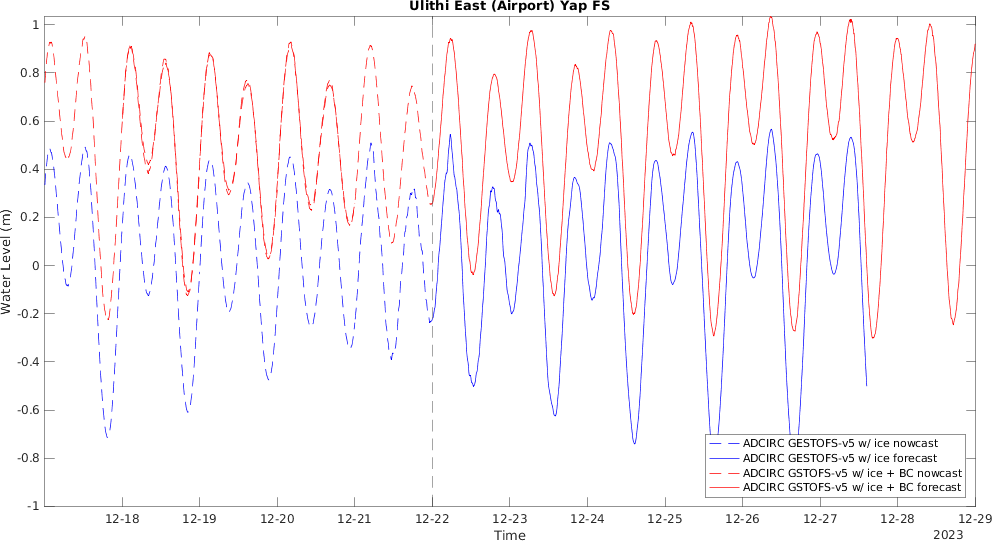 Ulithi East (Airport) Yap FS
1
0.8
0.6
0.4
0.2
0
-0.2
-0.4
-0.6
-0.8
-1
Water Level (m)
ADCIRC GESTOFS-v5 w/ ice nowcast
ADCIRC GESTOFS-v5 w/ ice forecast
ADCIRC GSTOFS-v5 w/ ice + BC nowcast
ADCIRC GSTOFS-v5 w/ ice + BC forecast
12-18 12-19 12-20 12-21 12-22 12-23 12-24 12-25 12-26 12-27 12-28 12-29
Time
2023